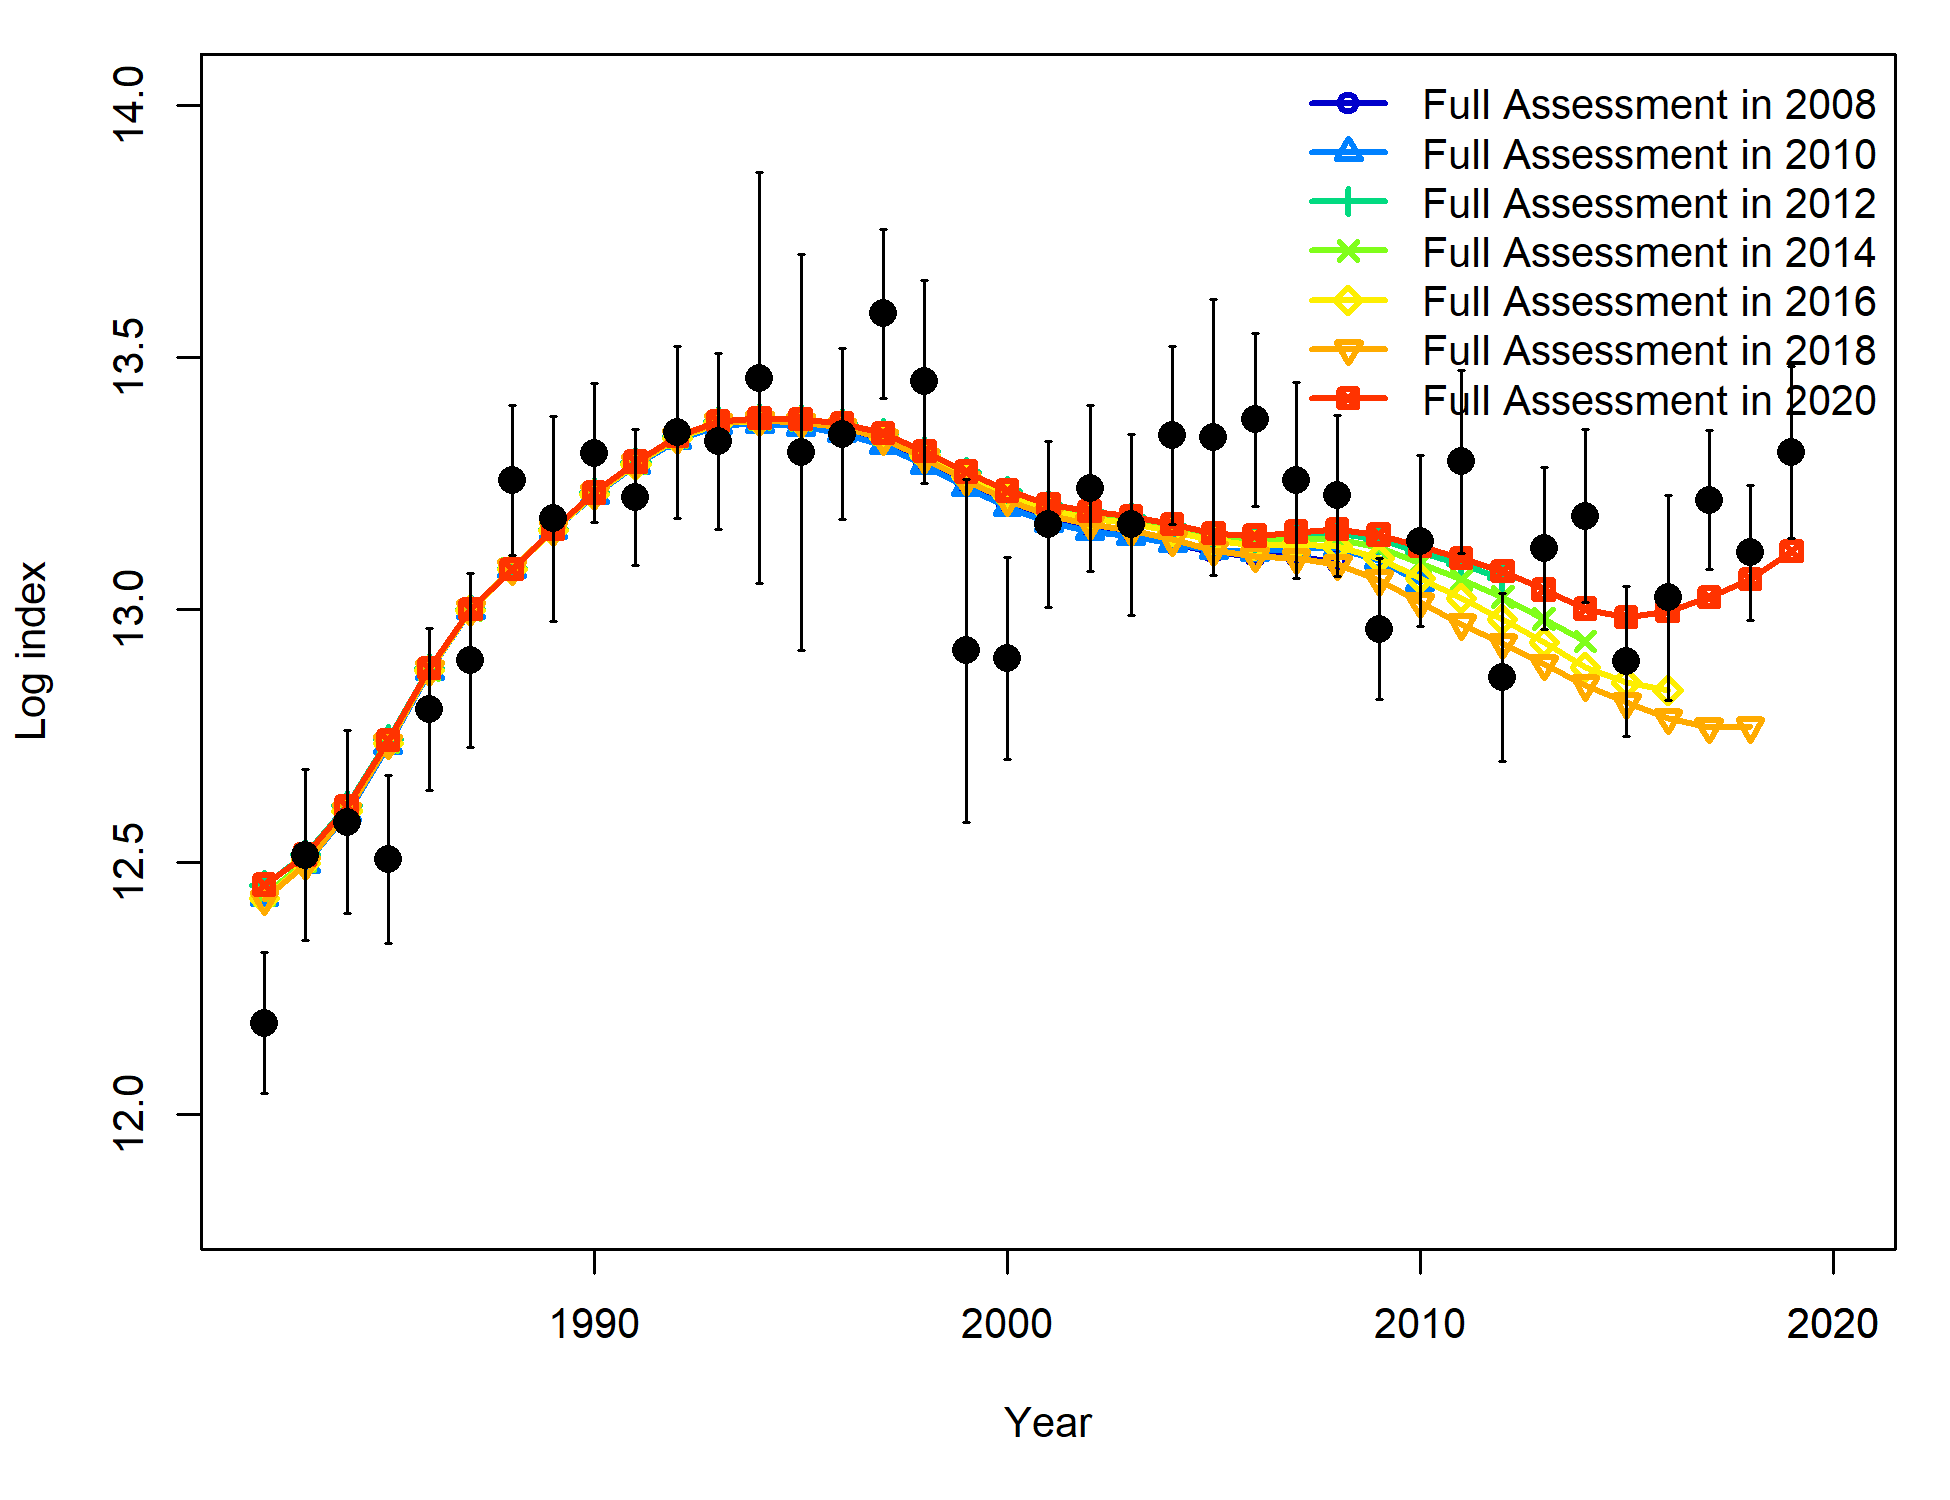 14.0
13.5
13.0
12.5
12.0
Log index
Full Assessment in 2008
Full Assessment in 2010
Full Assessment in 2012
Full Assessment in 2014
Full Assessment in 2016
Full Assessment in 2018
Full Assessment in 2020
1990
2000
2010
2020
Year